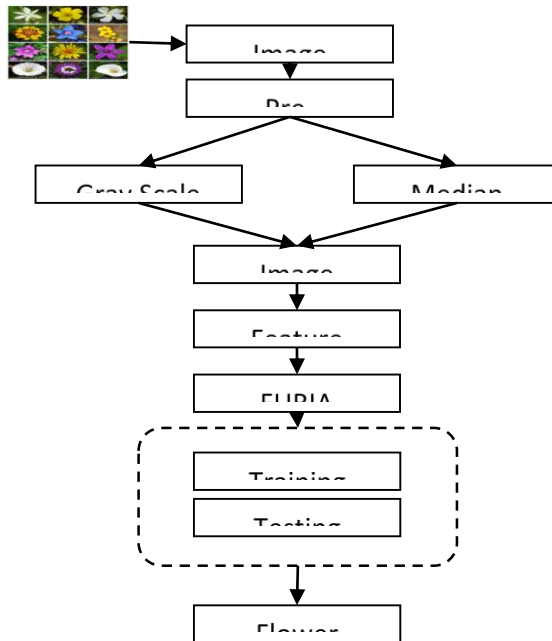 Image
Pre
Gray Scale
Median
Image
Feature
FURIA
Training
Testing
Flower